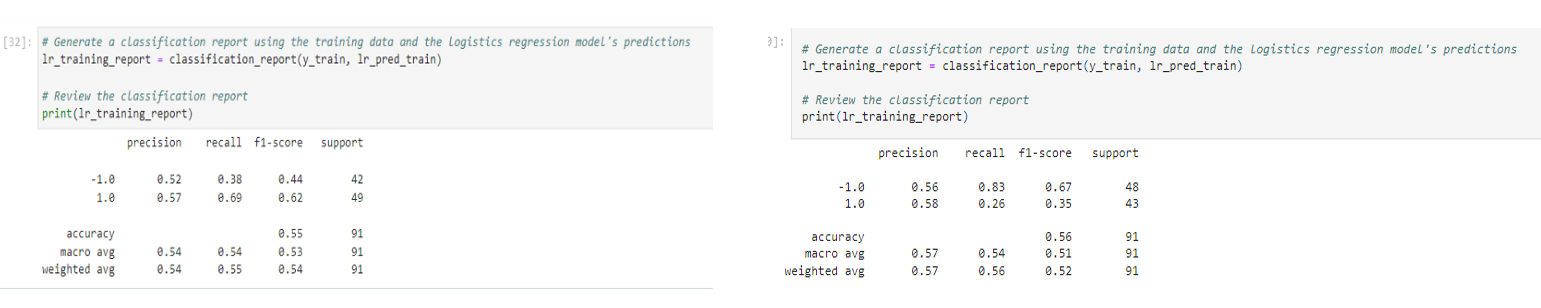 [32]: # Generate a classification report using the training data and the logistics regression model's predictions
lr_training_report = classification_report(y_train, lr_pred_train)
# Review the classification report
print(lr_training_report)
precision recall f1-score support
-1.0 0.52 0.38 0.44 42
1.0 0.57 0.69 0.62 49
accuracy 0.55 91
macro avg 0.54 0.54 0.53 91
weighted avg 0.54 0.55 0.54 91
]: # Generate a classification report using the training data and the logistics regression model's predictions
lr_training_report = classification_report(y_train, lr_pred_train)
# Review the classification report
print(lr_training_report)
precision recall f1-score support
-1.0 0.56 0.83 0.67 48
1.0 0.58 0.26 0.35 43
accuracy 0.56 91
macro avg 0.57 0.54 0.51 91
weighted avg 0.57 0.56 0.52 91